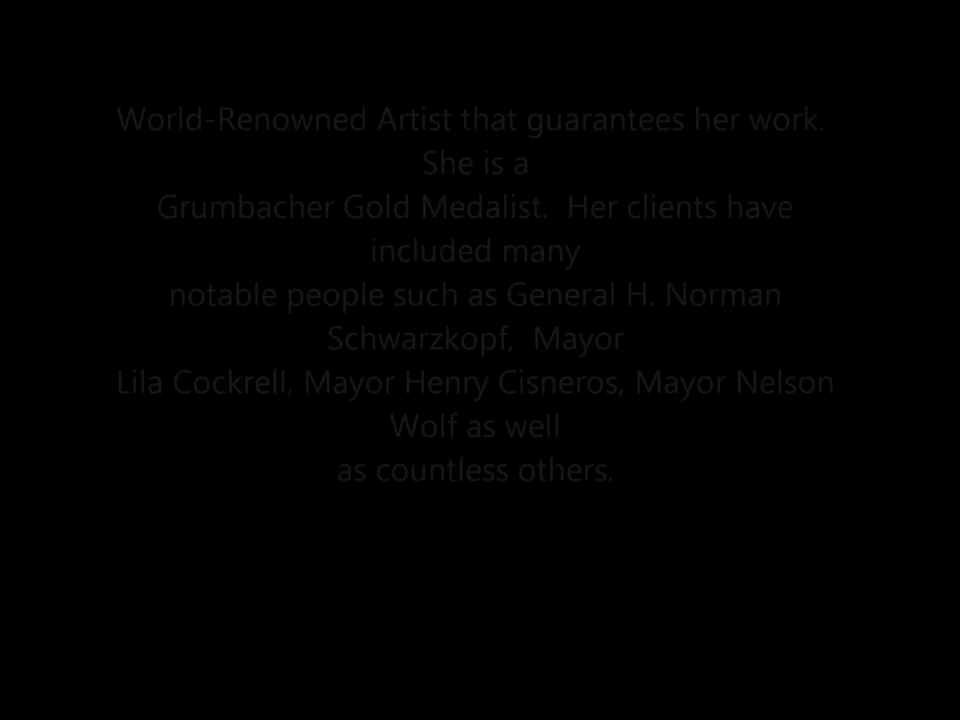 World-Renowned Artist that guarantees her work.
She is a
Grumbacher Gold Medalist.  Her clients have
included many
notable people such as General H. Norman
Schwarzkopf,  Mayor
Lila Cockrell, Mayor Henry Cisneros, Mayor Nelson
Wolf as well
as countless others.